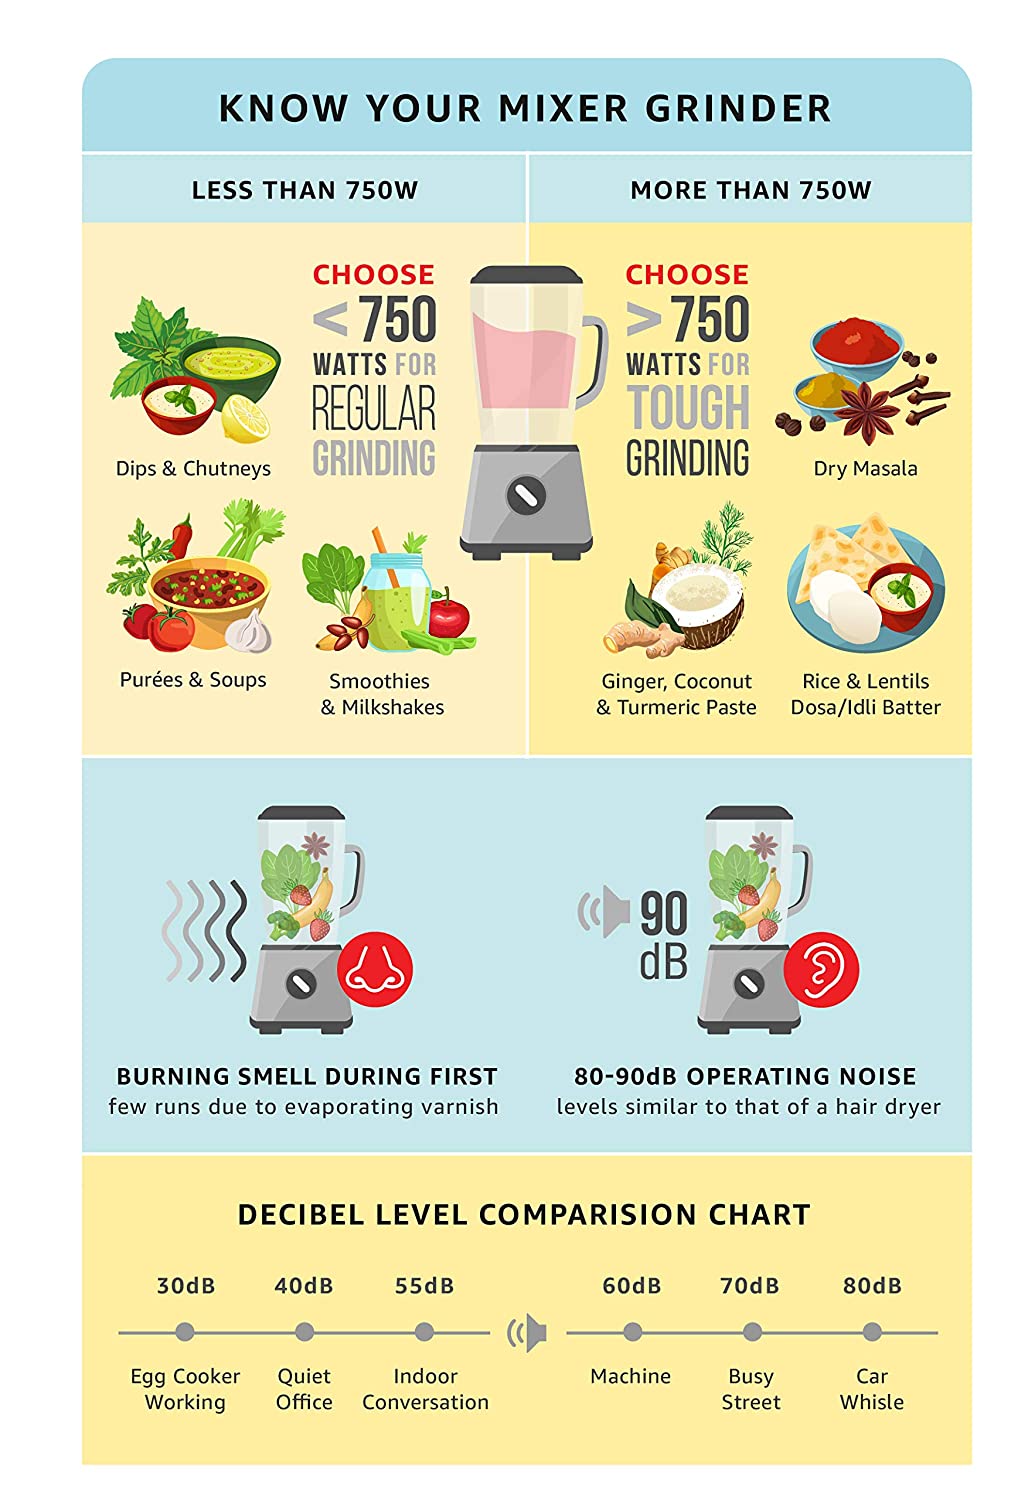 KNOW YOUR MIXER GRINDER
LESS THAN 750W
MORE THAN 750W
CHOOSE
< 750
WATTS FOR
REGULAR
GRINDING
Dips & Chutneys
Purées & Soups
Smoothies
& Milkshakes
CHOOSE
> 750
WATTS FOR
TOUGH
GRINDING
Dry Masala
Ginger, Coconut
& Turmeric Paste
Rice & Lentils
Dosa/Idli Batter
BURNING SMELL DURING FIRST
few runs due to evaporating varnish
90
dB
80-90dB OPERATING NOISE
levels similar to that of a hair dryer
DECIBEL LEVEL COMPARISION CHART
30dB
40dB
55dB
60dB
70dB
80dB
Egg Cooker
Working
Quiet
Office
Indoor
Conversation
Machine
Busy
Street
Car
Whisle